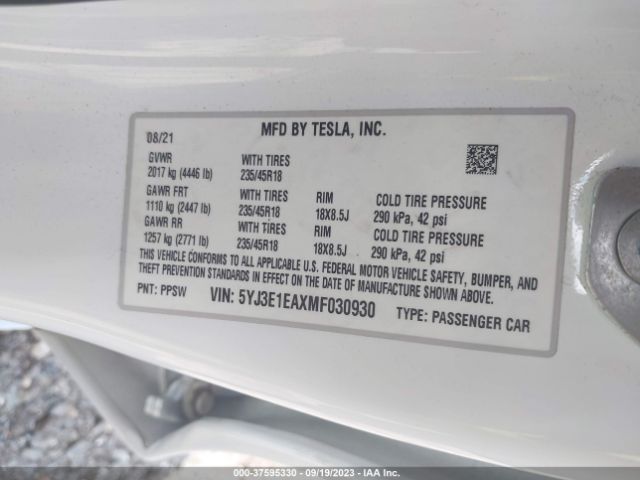 08/21 MFD BY TESLA, INC.
GVWR WITH TIRES
2017 kg (4446 lb) 235/45R18
GAWR FRT WITH TIRES RIM COLD TIRE PRESSURE
1110 kg (2447 lb) 235/45R18 18X8.5J 290 kPa, 42 psi
GAWR RR WITH TIRES RIM COLD TIRE PRESSURE
1257 kg (2771 lb) 235/45R18 18X8.5J 290 kPa, 42 psi
THIS VEHICLE CONFORMS TO ALL APPLICABLE U.S. FEDERAL MOTOR VEHICLE SAFETY, BUMPER, AND
THEFT PREVENTION STANDARDS IN EFFECT ON THE DATE OF MANUFACTURE SHOWN ABOVE.
PNT: PPSW VIN: 5YJ3E1EAXMF030930 TYPE: PASSENGER CAR
000-37595330 - 09/19/2023 - IAA Inc.